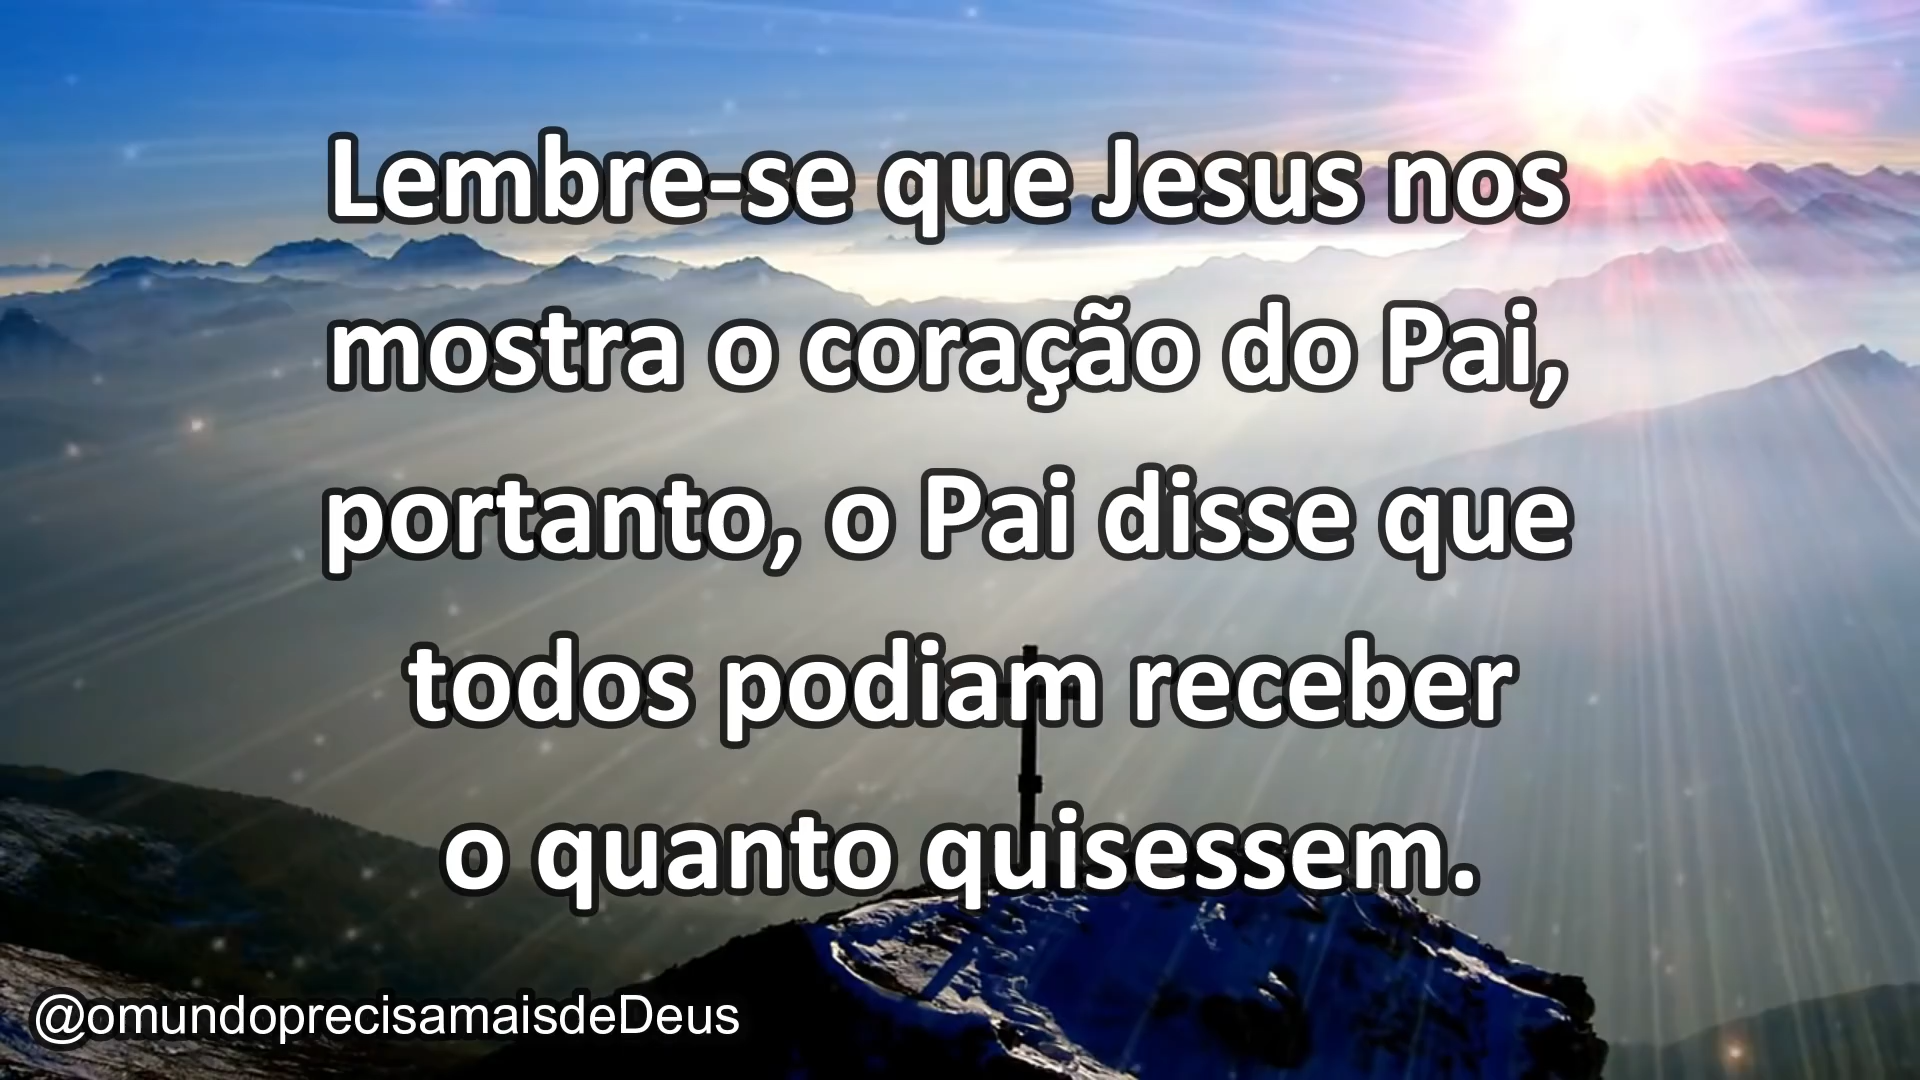 Lembre-se que Jesus nos
mostra o coração do Pai,
portanto, o Pai disse que
todos podiam receber
o quanto quisessem.
@omundoprecisamaisdeDeus